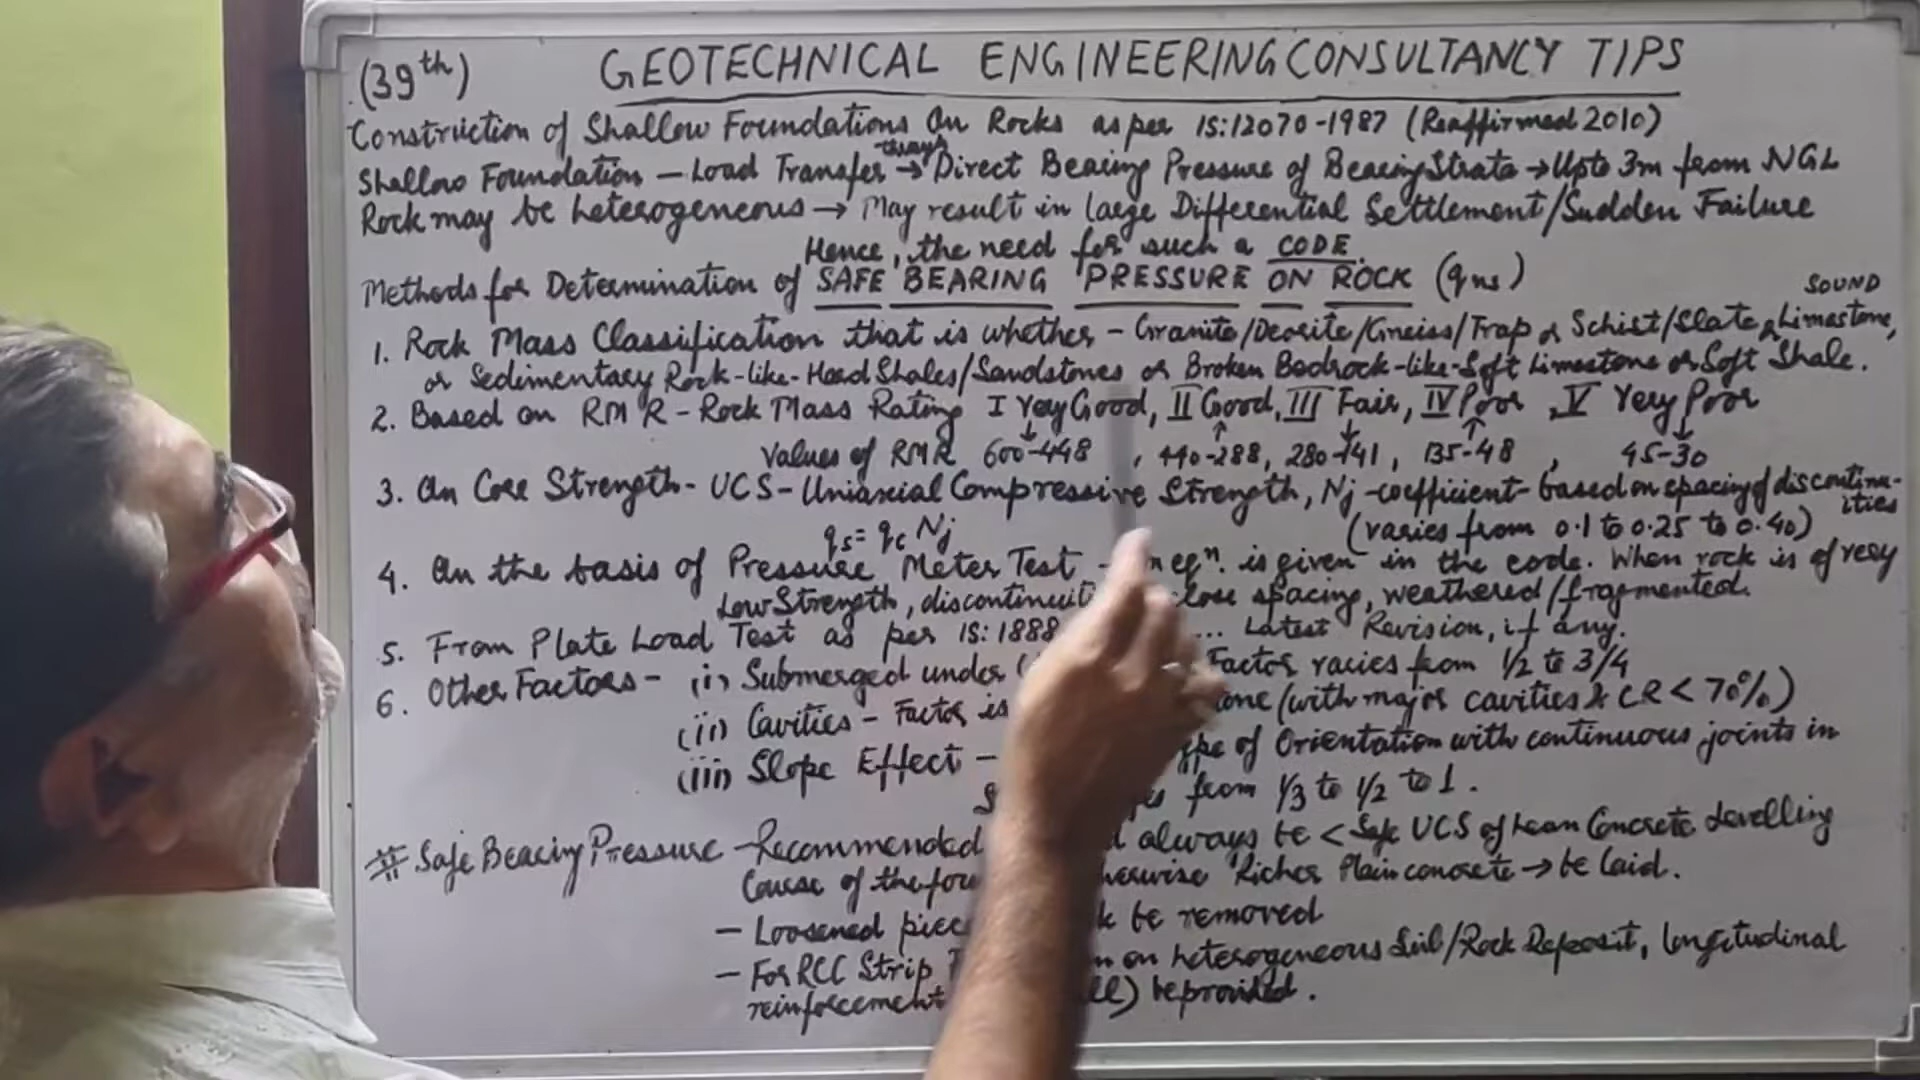 (39th) GEOTECHNICAL ENGINEERING CONSULTANCY TIPS
Construction of Shallow Foundations On Rocks as per IS:12070-1987 (Reaffirmed 2010)
Shallow Foundation — Load Transfer through → Direct Bearing Pressure of Bearing Strata → Upto 3m from NGL
Rock may be heterogeneous → May result in large Differential Settlement/Sudden Failure
Hence, the need for such a CODE.
Methods for Determination of SAFE BEARING PRESSURE ON ROCK (qns)
SOUND
1. Rock Mass Classification that is whether - Granite/Deorite/Gneiss/Trap or Schist/Slate or Limestone,
or Sedimentary Rock-like-Hard Shales/Sandstones or Broken Bedrock-like-Soft Limestone or Soft Shale.
2. Based on RMR - Rock Mass Rating I Very Good, II Good, III Fair, IV Poor, V Very Poor
Values of RMR 600-448, 440-288, 280-141, 135-48, 45-30
3. On Core Strength - UCS - Uniaxial Compressive Strength, Nj - coefficient - based on spacing of discontinuities
qs = qc Nj (varies from 0.1 to 0.25 to 0.40)
4. On the basis of Pressure Meter Test - eqn. is given in the code. When rock is of very
Low Strength, spacing, weathered/fragmented.
5. From Plate Load Test as per IS:1888 ... Latest Revision, if any.
6. Other Factors - (i) Submerged under Factor varies from 1/2 to 3/4
(ii) Cavities - Factor is (with major cavities & CR < 70%)
(iii) Slope Effect - of Orientation with continuous joints in
from 1/3 to 1/2 to 1.
# Safe Bearing Pressure - Recommended always be < Safe UCS of Lean Concrete Levelling
Course of the Richer Plain concrete → be laid.
— Loosened be removed
— For RCC Strip on heterogeneous Soil/Rock Deposit, longitudinal
reinforcement be provided.